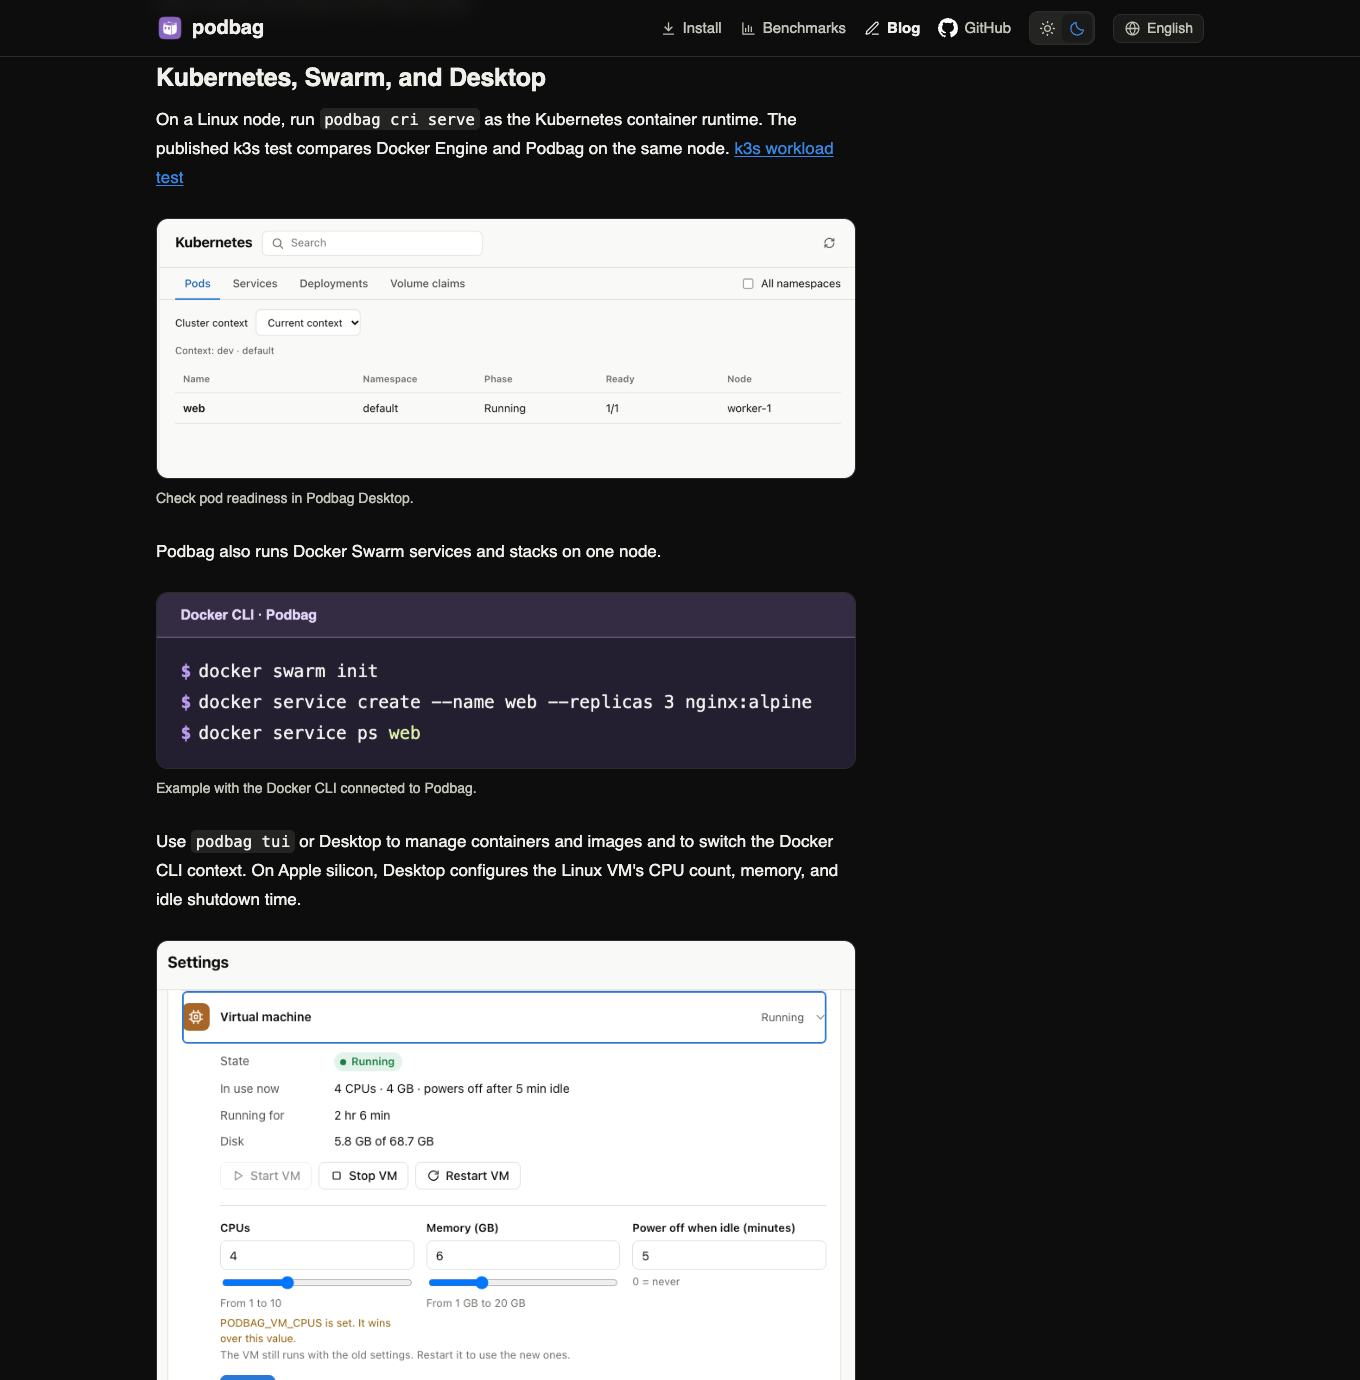 podbag
Install
Benchmarks
Blog
GitHub
English
Kubernetes, Swarm, and Desktop
On a Linux node, run podbag cri serve as the Kubernetes container runtime. The
published k3s test compares Docker Engine and Podbag on the same node. k3s workload
test
Kubernetes
Search
Pods Services Deployments Volume claims
All namespaces
Cluster context Current context
Context: dev · default
Name Namespace Phase Ready Node
web default Running 1/1 worker-1
Check pod readiness in Podbag Desktop.
Podbag also runs Docker Swarm services and stacks on one node.
Docker CLI · Podbag
$ docker swarm init
$ docker service create --name web --replicas 3 nginx:alpine
$ docker service ps web
Example with the Docker CLI connected to Podbag.
Use podbag tui or Desktop to manage containers and images and to switch the Docker
CLI context. On Apple silicon, Desktop configures the Linux VM's CPU count, memory, and
idle shutdown time.
Settings
Virtual machine Running
State Running
In use now 4 CPUs · 4 GB · powers off after 5 min idle
Running for 2 hr 6 min
Disk 5.8 GB of 68.7 GB
Start VM Stop VM Restart VM
CPUs Memory (GB) Power off when idle (minutes)
4 6 5
0 = never
From 1 to 10 From 1 GB to 20 GB
PODBAG_VM_CPUS is set. It wins
over this value.
The VM still runs with the old settings. Restart it to use the new ones.